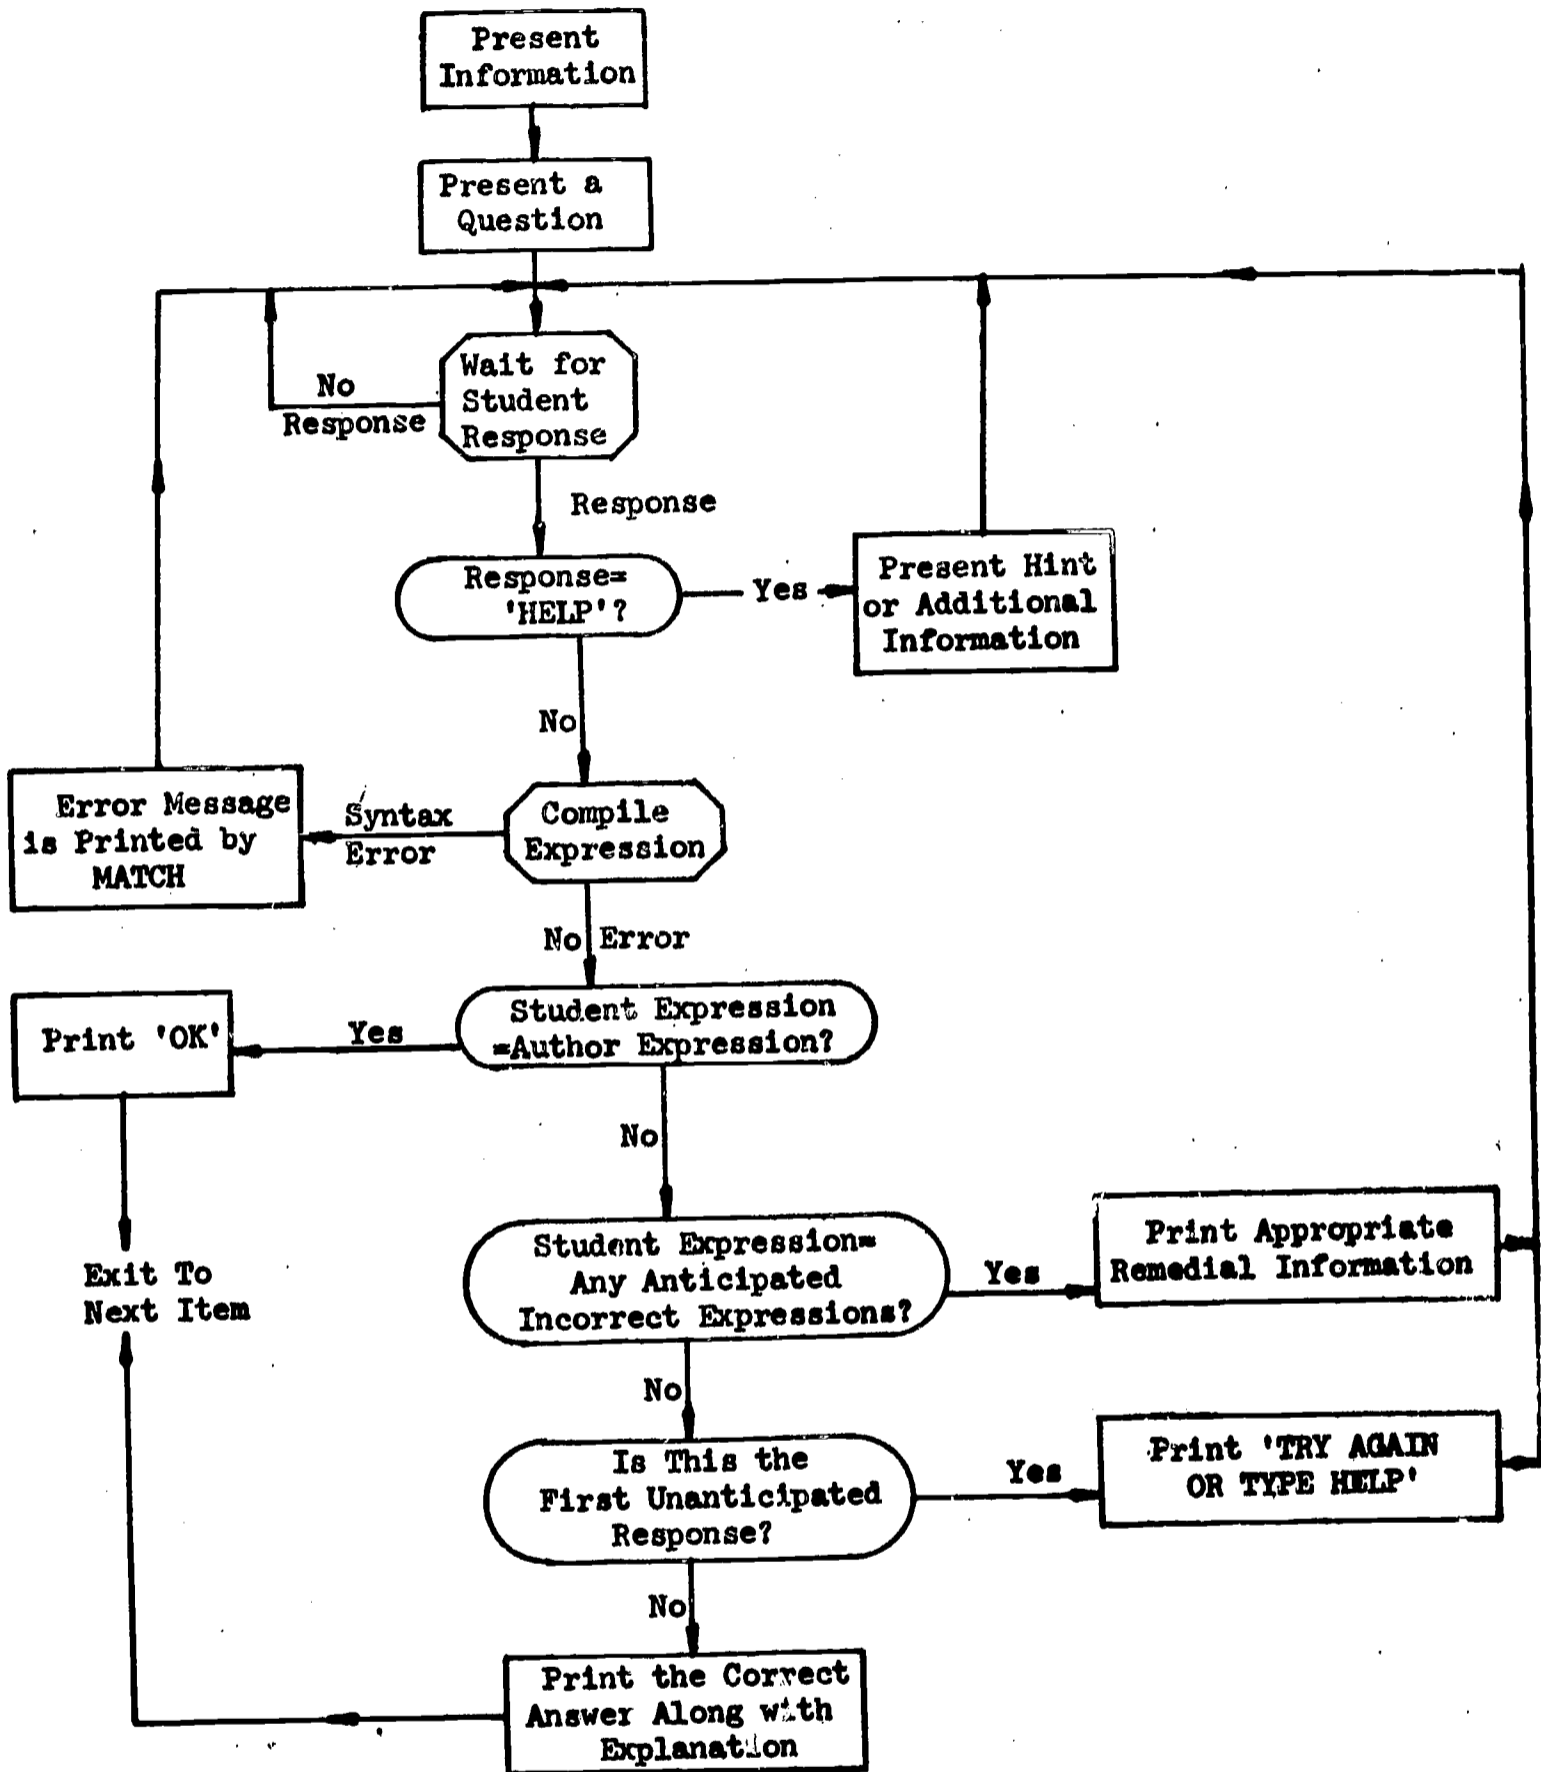 Present
Information
Present a
Question
Wait for
Student
Response
No
Response
Response
Response=
'HELP'?
Yes
Present Hint
or Additional
Information
No
Error Message
is Printed by
MATCH
Syntax
Error
Compile
Expression
No Error
Print 'OK'
Yes
Student Expression
=Author Expression?
No
Exit To
Next Item
Student Expression=
Any Anticipated
Incorrect Expressions?
Yes
Print Appropriate
Remedial Information
No
Is This the
First Unanticipated
Response?
Yes
Print 'TRY AGAIN
OR TYPE HELP'
No
Print the Correct
Answer Along with
Explanation